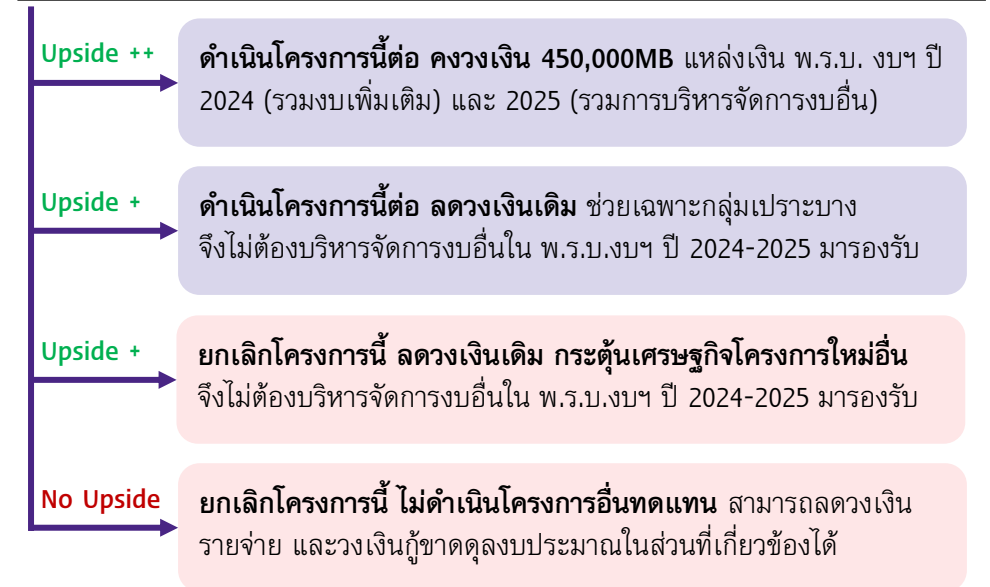 Upside ++
ดำเนินโครงการนี้ต่อ คงวงเงิน 450,000MB แหล่งเงิน พ.ร.บ. งบฯ ปี
2024 (รวมงบเพิ่มเติม) และ 2025 (รวมการบริหารจัดการงบอื่น)
Upside +
ดำเนินโครงการนี้ต่อ ลดวงเงินเดิม ช่วยเฉพาะกลุ่มเปราะบาง
จึงไม่ต้องบริหารจัดการงบอื่นใน พ.ร.บ.งบฯ ปี 2024-2025 มารองรับ
Upside +
ยกเลิกโครงการนี้ ลดวงเงินเดิม กระตุ้นเศรษฐกิจโครงการใหม่อื่น
จึงไม่ต้องบริหารจัดการงบอื่นใน พ.ร.บ.งบฯ ปี 2024-2025 มารองรับ
No Upside
ยกเลิกโครงการนี้ ไม่ดำเนินโครงการอื่นทดแทน สามารถลดวงเงิน
รายจ่าย และวงเงินกู้ขาดดุลงบประมาณในส่วนที่เกี่ยวข้องได้